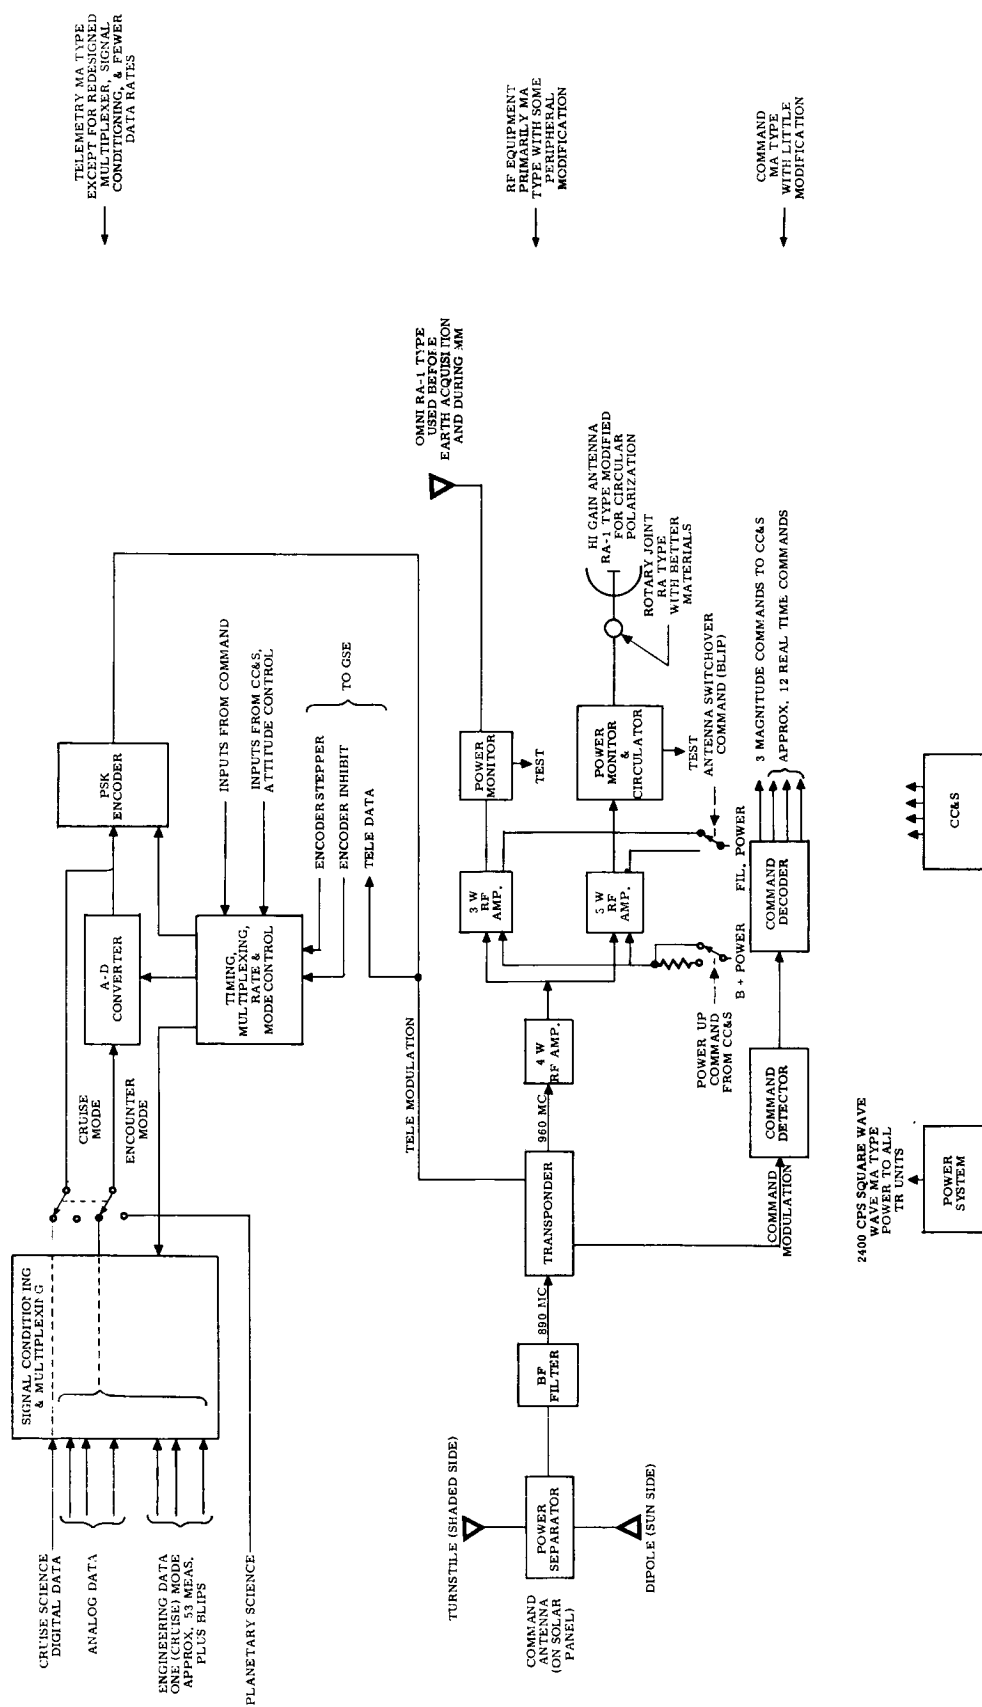 TELEMETRY MA TYPE
EXCEPT FOR REDESIGNED
MULTIPLEXER, SIGNAL
CONDITIONING, & FEWER
DATA RATES
RF EQUIPMENT
PRIMARILY MA
TYPE WITH SOME
PERIPHERAL
MODIFICATION
COMMAND
MA TYPE
WITH LITTLE
MODIFICATION
CRUISE SCIENCE
DIGITAL DATA
ANALOG DATA
ENGINEERING DATA
ONE (CRUISE) MODE
APPROX. 53 MEAS.
PLUS BLIPS
PLANETARY SCIENCE
SIGNAL CONDITIONING
& MULTIPLEXING
CRUISE
MODE
ENCOUNTER
MODE
A-D
CONVERTER
PSK
ENCODER
TIMING,
MULTIPLEXING,
RATE &
MODE CONTROL
INPUTS FROM COMMAND
INPUTS FROM CC&S,
ATTITUDE CONTROL
ENCODER STEPPER
ENCODER INHIBIT
TO GSE
TELE DATA
TELE MODULATION
OMNI RA-1 TYPE
USED BEFORE
EARTH ACQUISITION
AND DURING MM
TURNSTILE (SHADED SIDE)
COMMAND
ANTENNA
(ON SOLAR
PANEL)
POWER
SEPARATOR
DIPOLE (SUN SIDE)
BF
FILTER
890 MC
TRANSPONDER
960 MC
4 W
RF AMP.
3 W
RF
AMP.
POWER
MONITOR
TEST
3 W
RF
AMP.
POWER
MONITOR
&
CIRCULATOR
TEST
HI GAIN ANTENNA
RA-1 TYPE MODIFIED
FOR CIRCULAR
POLARIZATION
ROTARY JOINT
RA TYPE
WITH BETTER
MATERIALS
ANTENNA SWITCHOVER
COMMAND (BLIP)
POWER UP
COMMAND
FROM CC&S
B + POWER
FIL. POWER
COMMAND
MODULATION
COMMAND
DETECTOR
COMMAND
DECODER
3 MAGNITUDE COMMANDS TO CC&S
APPROX. 12 REAL TIME COMMANDS
2400 CPS SQUARE WAVE
WAVE MA TYPE
POWER TO ALL
TR UNITS
POWER
SYSTEM
CC&S